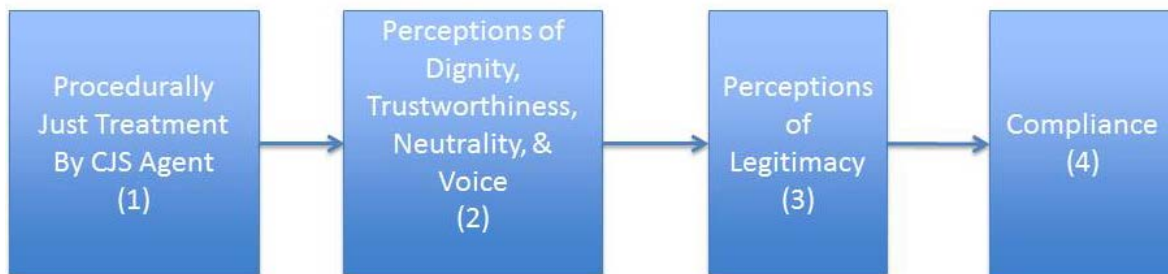 Procedurally
Just Treatment
By CJS Agent
(1)
Perceptions of
Dignity,
Trustworthiness,
Neutrality, &
Voice
(2)
Perceptions
of
Legitimacy
(3)
Compliance
(4)